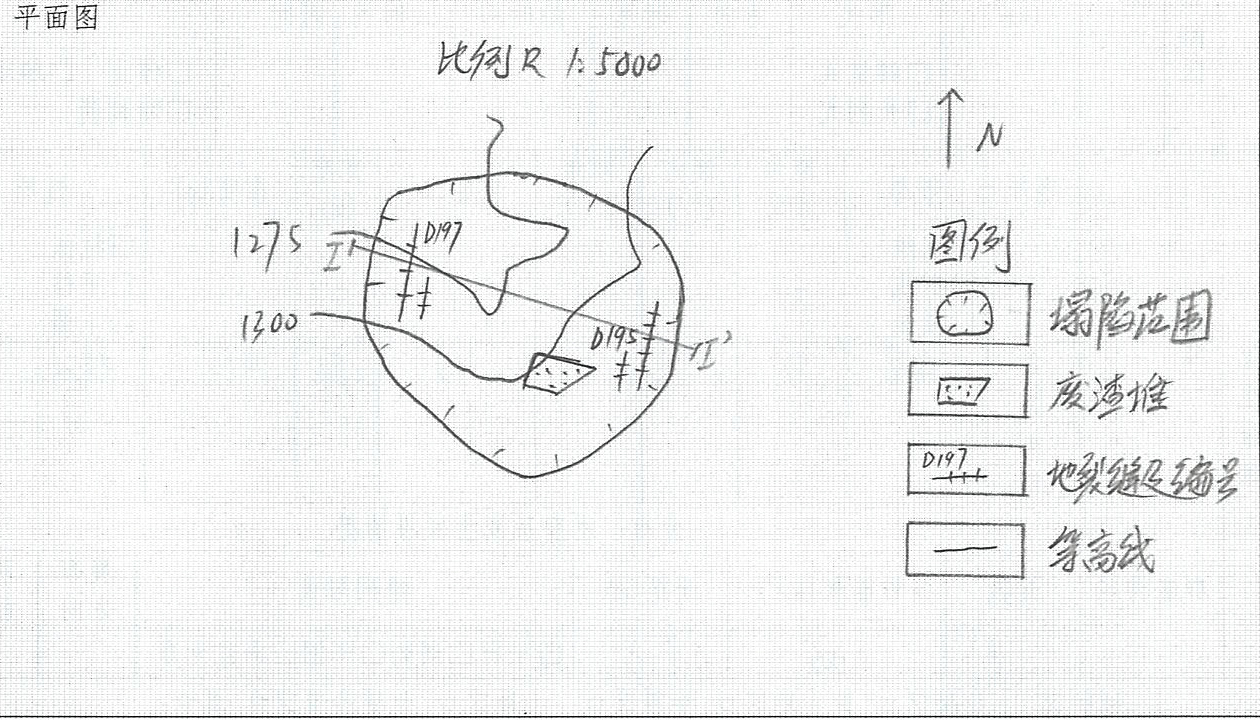 平面图
比例尺 1:5000
N
1275
I
D197
1300
D195
I'
图例
塌陷范围
废渣堆
D197
地裂缝及编号
等高线